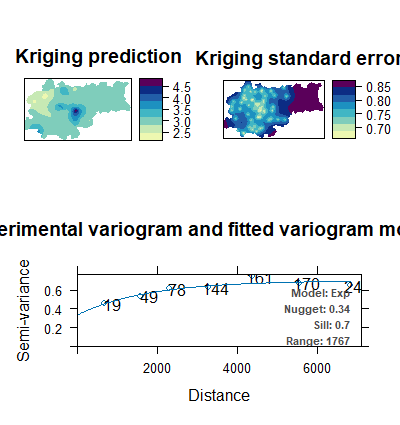 Kriging prediction
Kriging standard error
4.5
4.0
3.5
3.0
2.5
0.85
0.80
0.75
0.70
erimental variogram and fitted variogram mo
Semi-variance
0.6
0.4
0.2
19
49
78
144
161
170
24
Model: Exp
Nugget: 0.34
Sill: 0.7
Range: 1767
2000
4000
6000
Distance